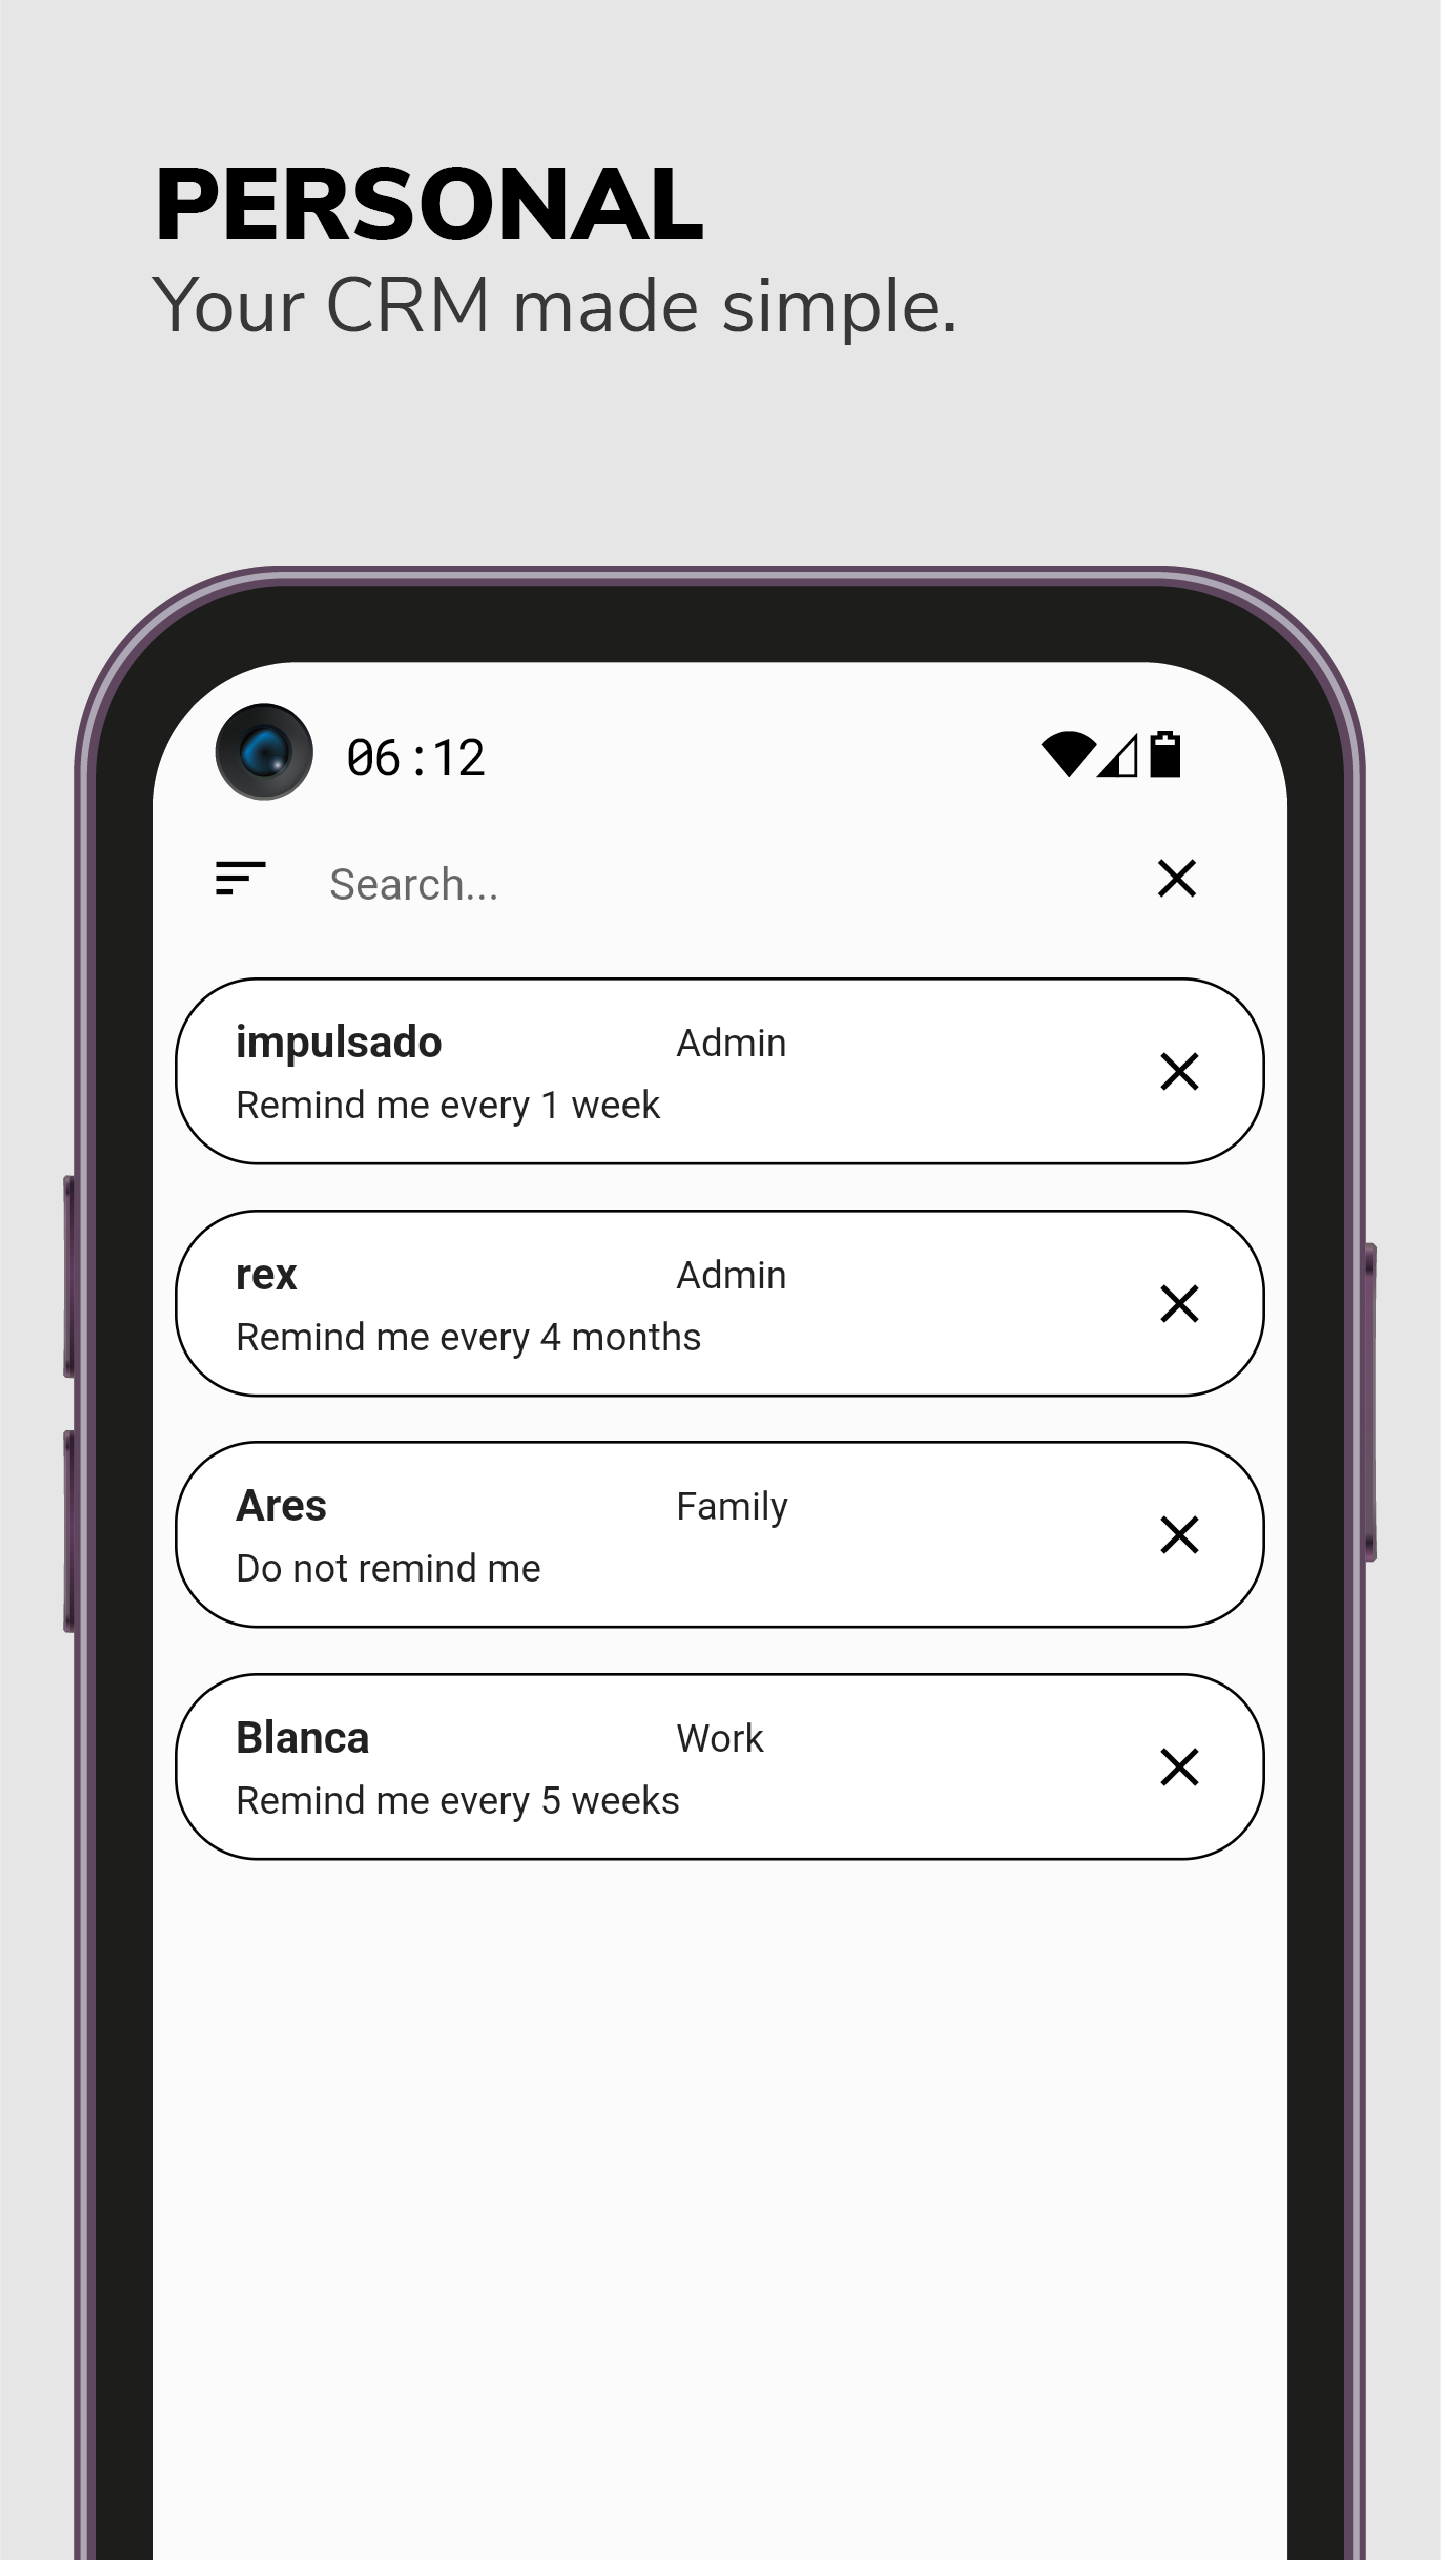 PERSONAL
Your CRM made simple.
06:12
Search...
impulsado Admin
Remind me every 1 week
rex Admin
Remind me every 4 months
Ares Family
Do not remind me
Blanca Work
Remind me every 5 weeks